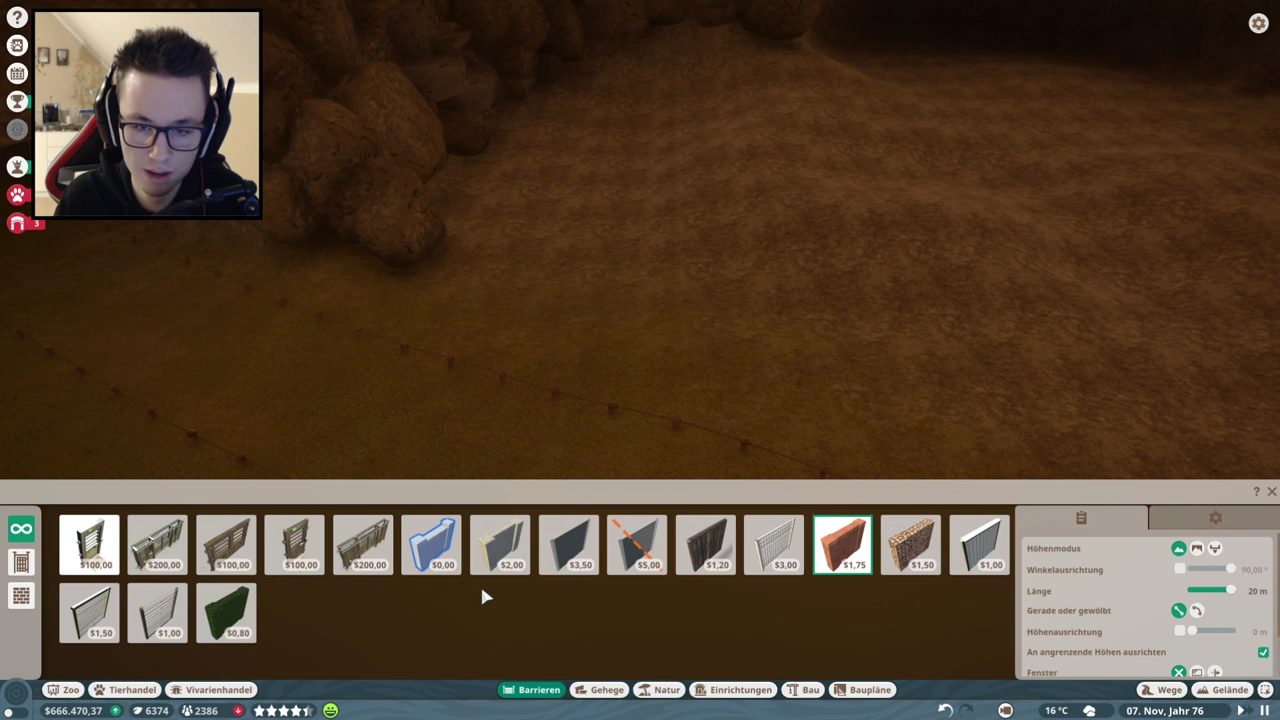 ?
3
? ×
$100,00 $200,00 $100,00 $100,00 $200,00 $0,00 $2,00 $3,50 $5,00 $1,20 $3,00 $1,75 $1,50 $1,00
$1,50 $1,00 $0,80
Höhenmodus
Winkelausrichtung 90,00 °
Länge 20 m
Gerade oder gewölbt
Höhenausrichtung 0 m
An angrenzende Höhen ausrichten
Fenster
Zoo Tierhandel Vivarienhandel Barrieren Gehege Natur Einrichtungen Bau Baupläne Wege Gelände
$666.470,37 6374 2386 16 °C 07. Nov, Jahr 76